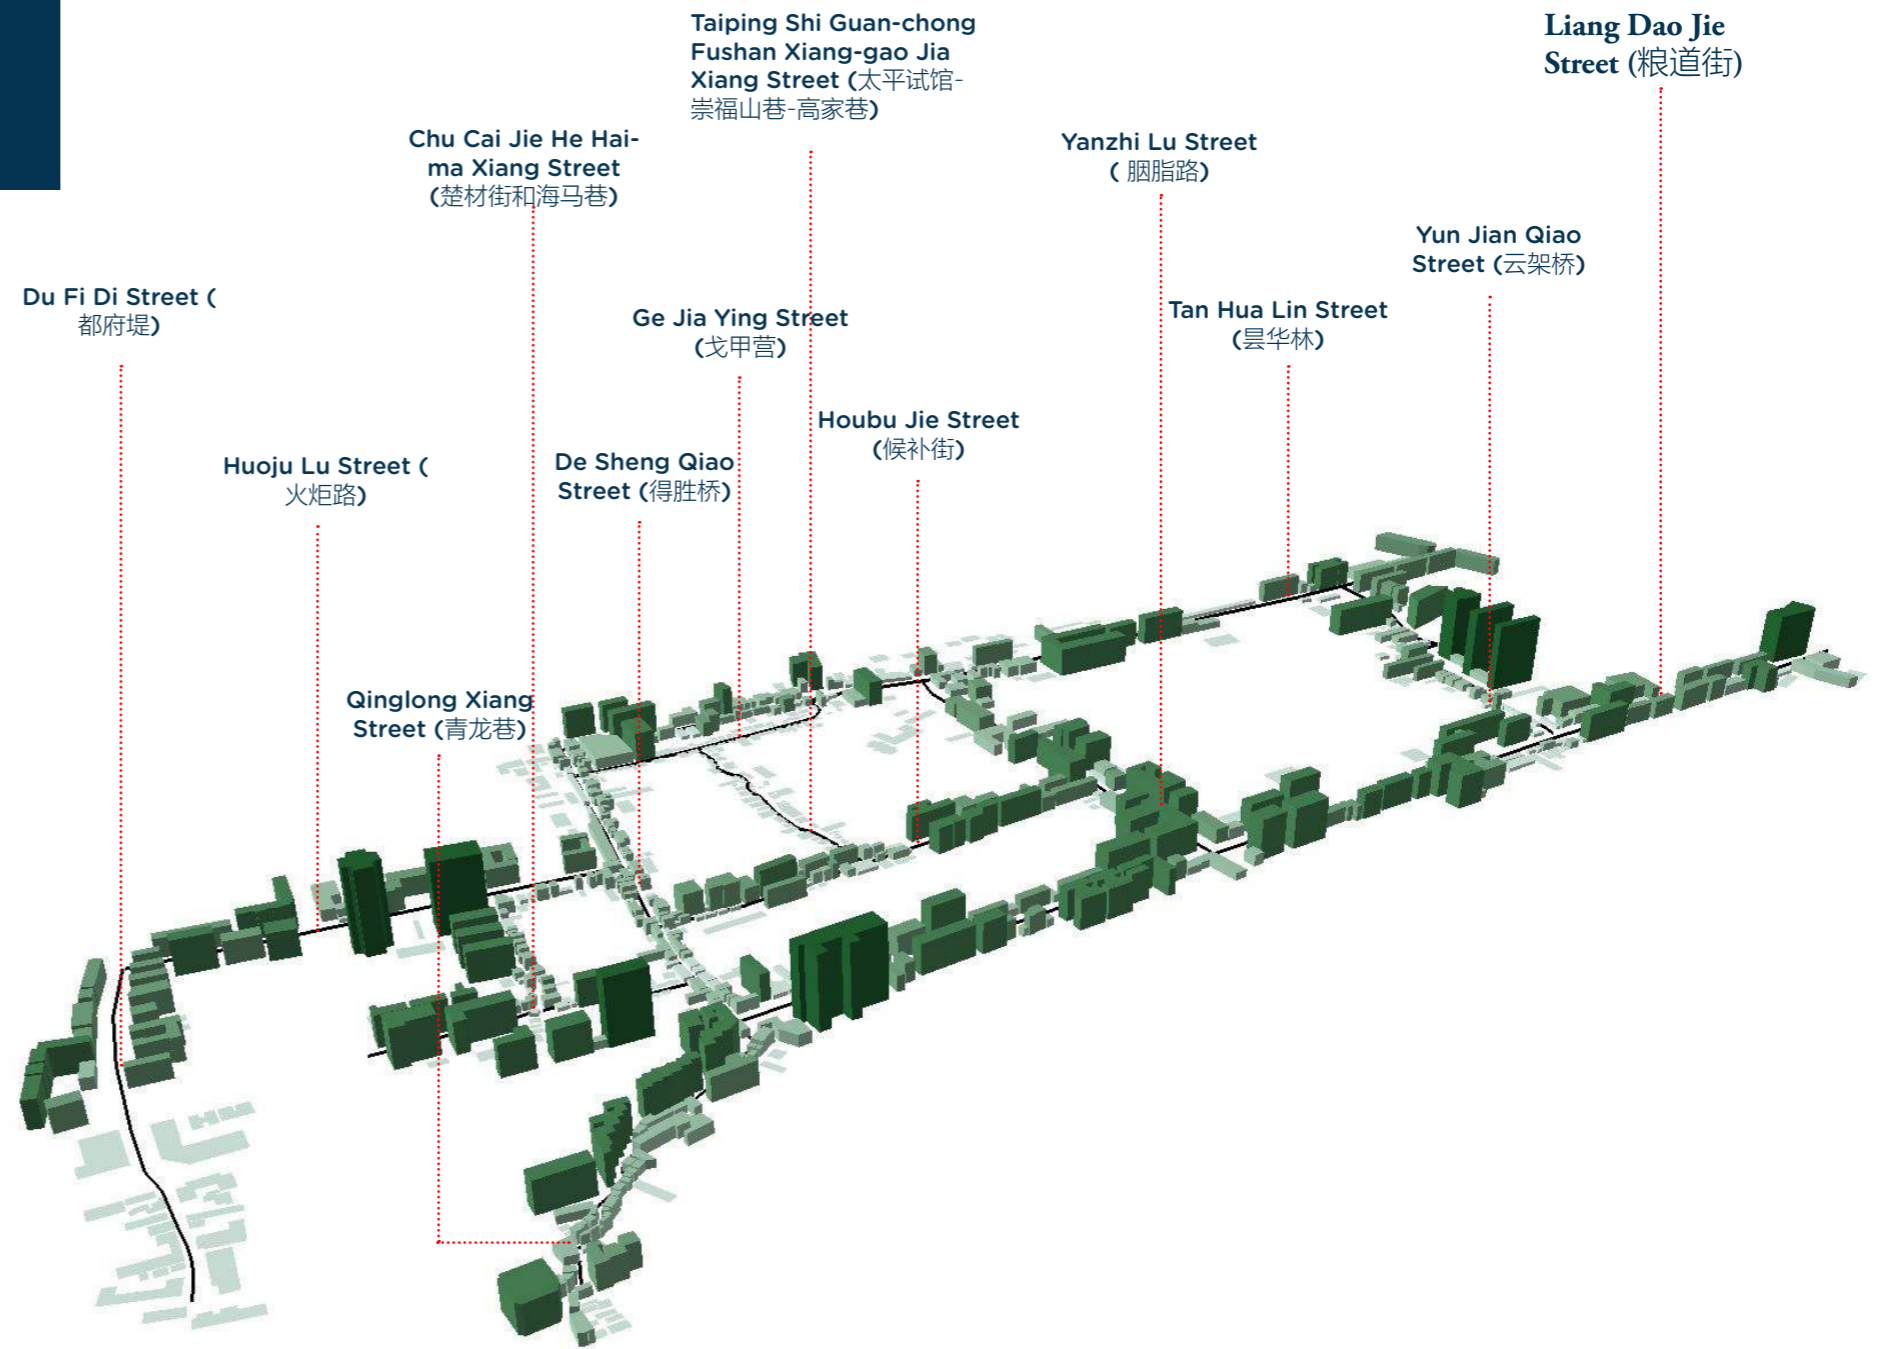 Taiping Shi Guan-chong
Fushan Xiang-gao Jia
Xiang Street (太平试馆-
崇福山巷-高家巷)
Liang Dao Jie
Street (粮道街)
Chu Cai Jie He Hai-
ma Xiang Street
(楚材街和海马巷)
Yanzhi Lu Street
( 胭脂路)
Yun Jian Qiao
Street (云架桥)
Du Fi Di Street (
都府堤)
Ge Jia Ying Street
(戈甲营)
Tan Hua Lin Street
(昙华林)
Houbu Jie Street
(候补街)
Huoju Lu Street (
火炬路)
De Sheng Qiao
Street (得胜桥)
Qinglong Xiang
Street (青龙巷)